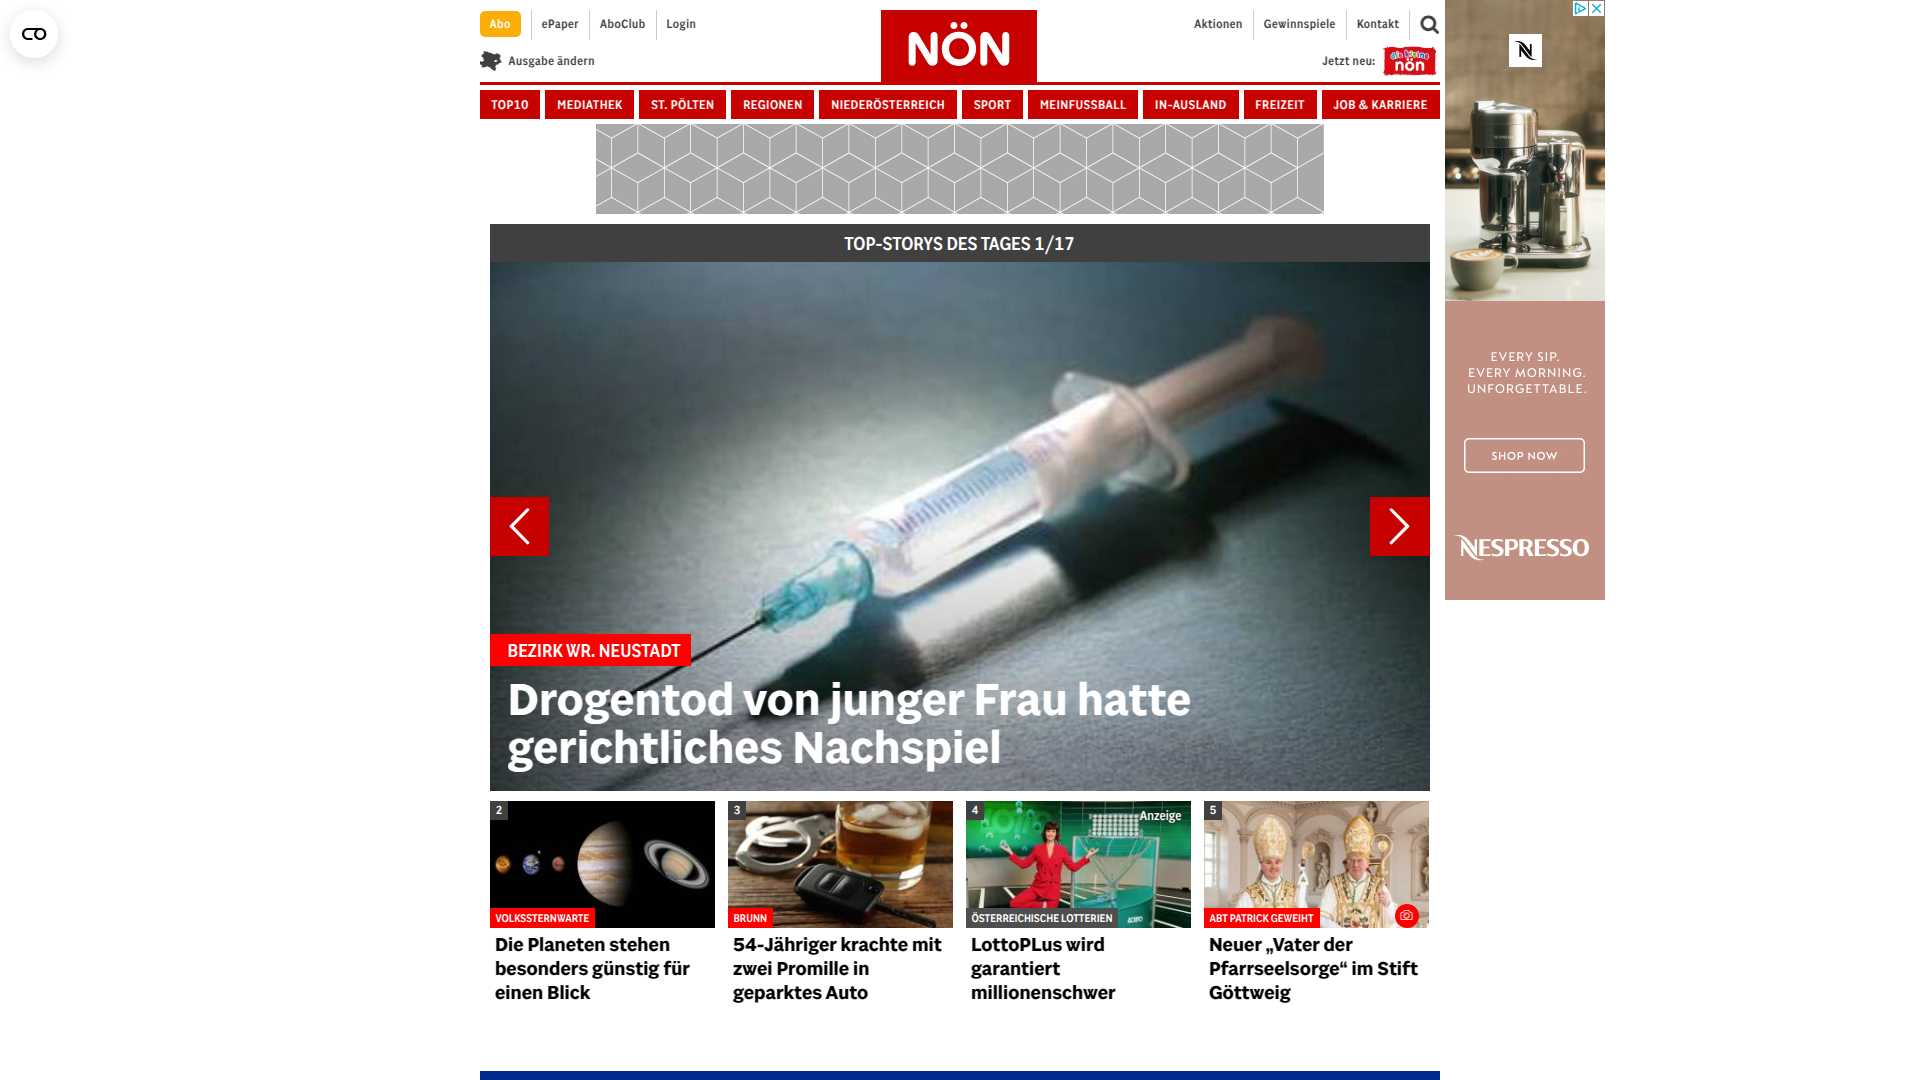 Abo
ePaper
AboClub
Login
NÖN
Aktionen
Gewinnspiele
Kontakt
Ausgabe ändern
Jetzt neu:
die kleine
nön
TOP10
MEDIATHEK
ST. PÖLTEN
REGIONEN
NIEDERÖSTERREICH
SPORT
MEINFUSSBALL
IN-AUSLAND
FREIZEIT
JOB & KARRIERE
TOP-STORYS DES TAGES 1/17
BEZIRK WR. NEUSTADT
Drogentod von junger Frau hatte
gerichtliches Nachspiel
2
VOLKSSTERNWARTE
Die Planeten stehen
besonders günstig für
einen Blick
3
BRUNN
54-Jähriger krachte mit
zwei Promille in
geparktes Auto
4
Anzeige
ÖSTERREICHISCHE LOTTERIEN
LottoPLus wird
garantiert
millionenschwer
5
ABT PATRICK GEWEIHT
Neuer „Vater der
Pfarrseelsorge“ im Stift
Göttweig
N
EVERY SIP.
EVERY MORNING.
UNFORGETTABLE.
SHOP NOW
NESPRESSO